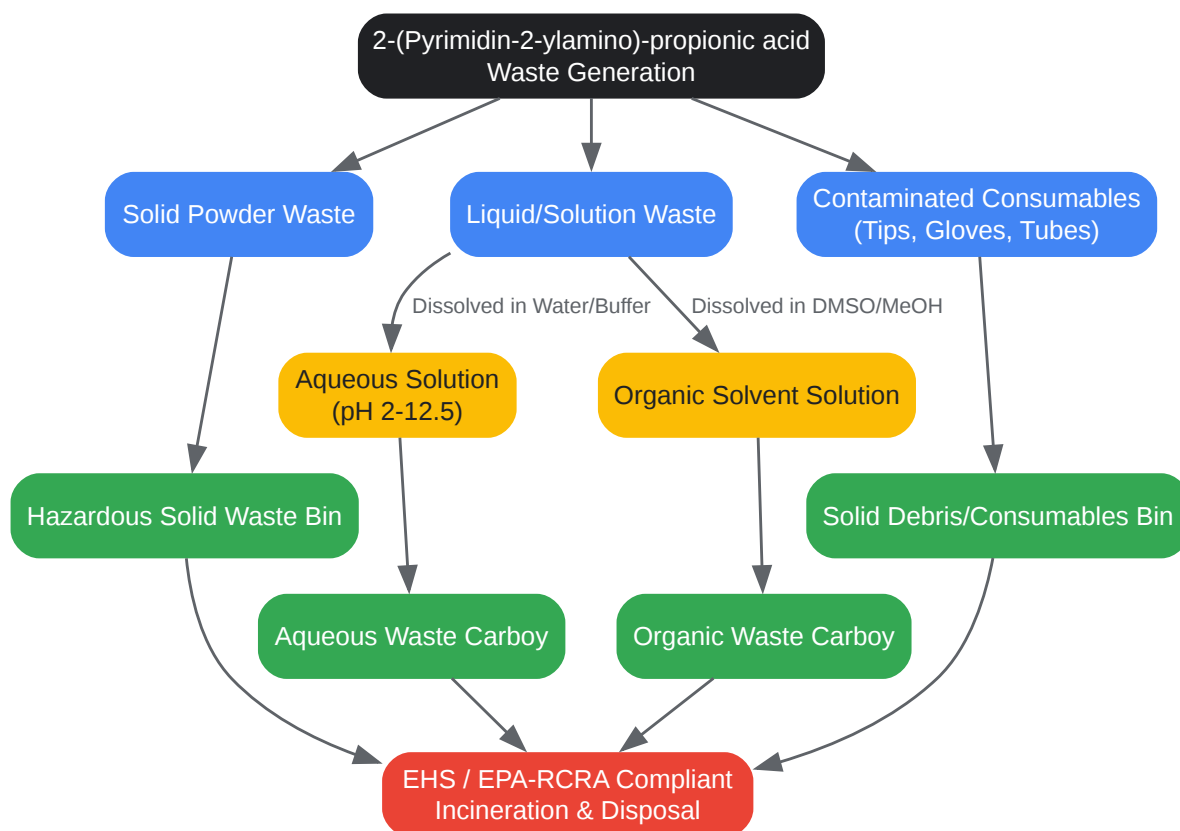 2-(Pyrimidin-2-ylamino)-propionic acid
Waste Generation
Solid Powder Waste
Liquid/Solution Waste
Contaminated Consumables
(Tips, Gloves, Tubes)
Dissolved in Water/Buffer
Dissolved in DMSO/MeOH
Aqueous Solution
(pH 2-12.5)
Organic Solvent Solution
Hazardous Solid Waste Bin
Solid Debris/Consumables Bin
Aqueous Waste Carboy
Organic Waste Carboy
EHS / EPA-RCRA Compliant
Incineration & Disposal